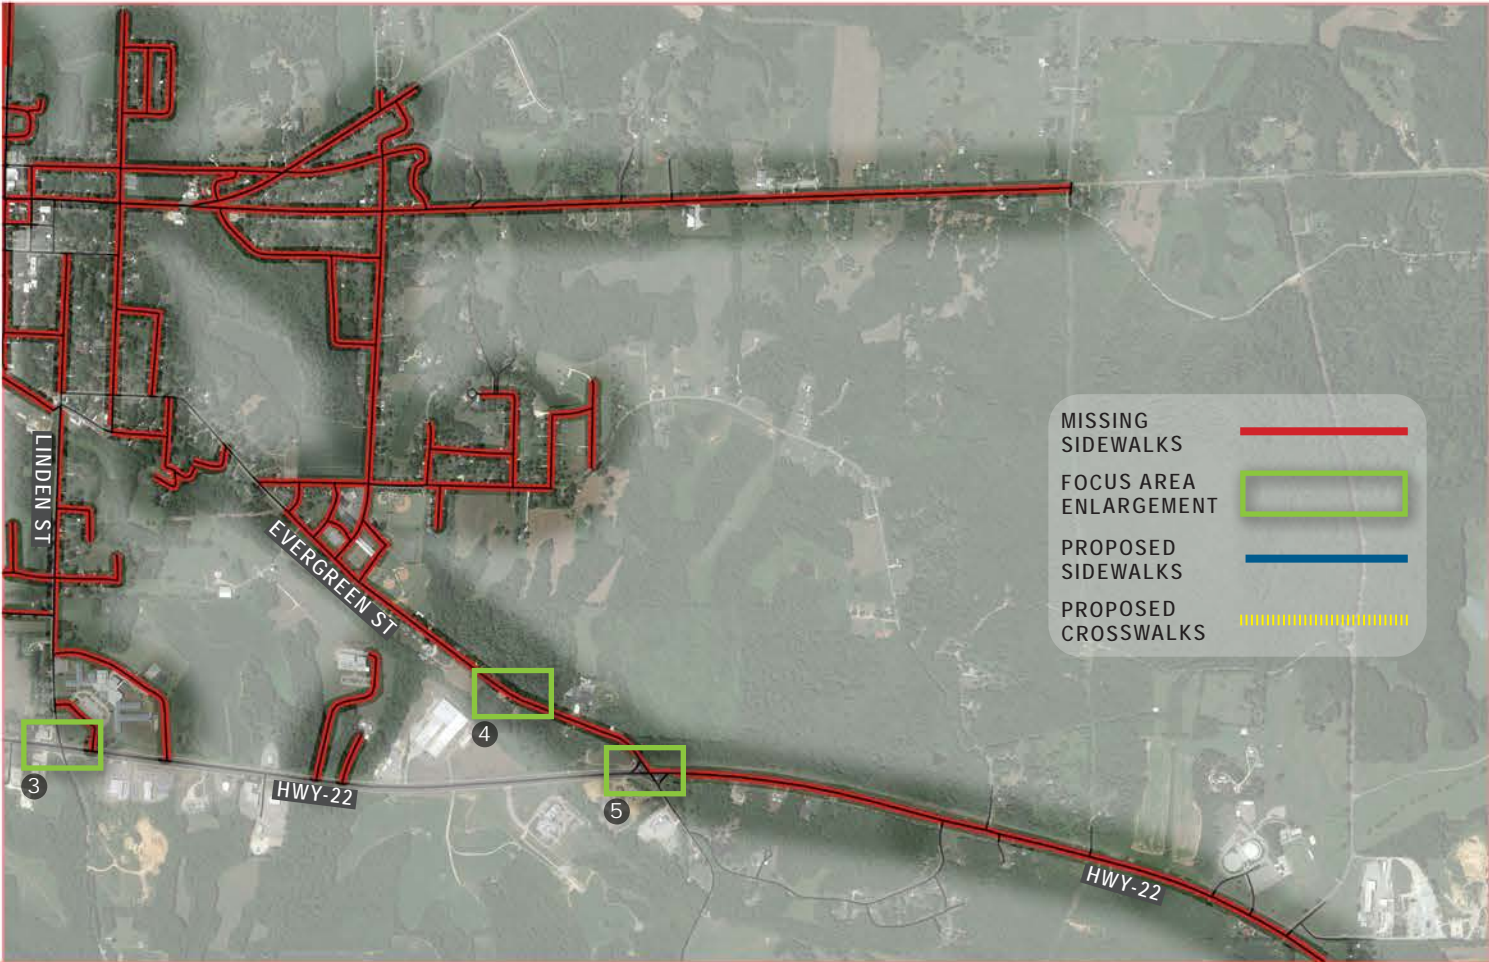 MISSING
SIDEWALKS
FOCUS AREA
ENLARGEMENT
PROPOSED
SIDEWALKS
PROPOSED
CROSSWALKS
LINDEN ST
EVERGREEN ST
4
3
HWY-22
5
HWY-22